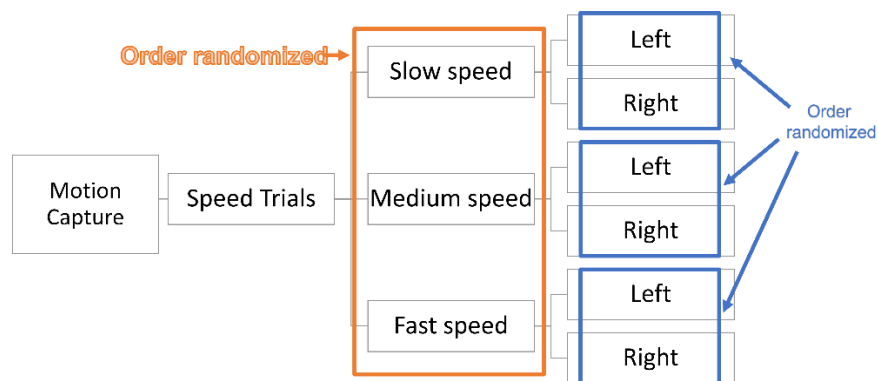 Order randomized
Slow speed
Left
Right
Order
randomized
Motion
Capture
Speed Trials
Medium speed
Left
Right
Fast speed
Left
Right